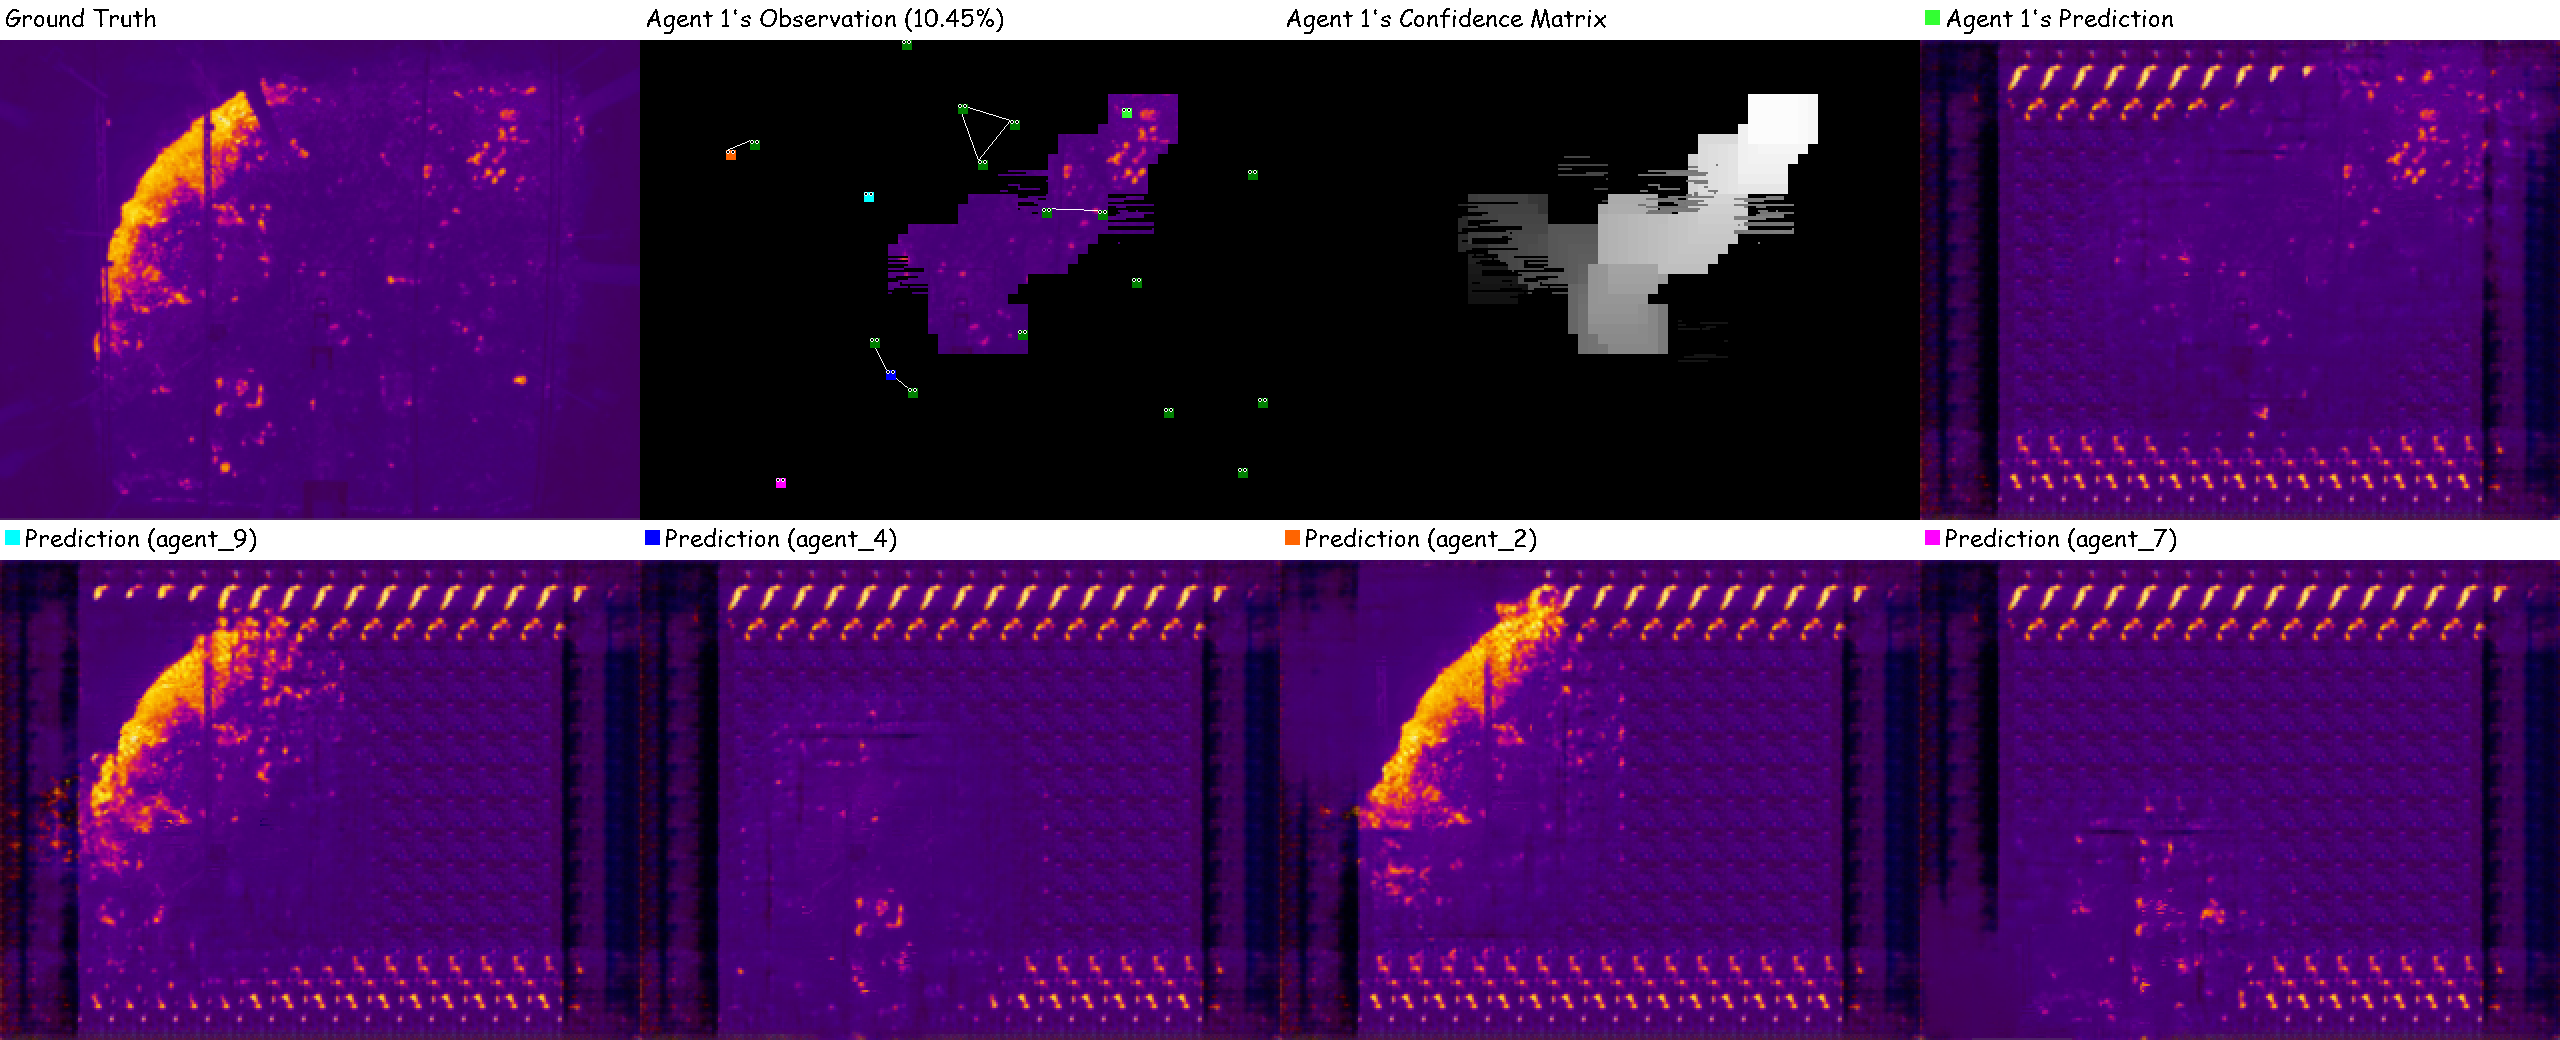 Ground Truth
Agent 1's Observation (10.45%)
Agent 1's Confidence Matrix
Agent 1's Prediction
Prediction (agent_9)
Prediction (agent_4)
Prediction (agent_2)
Prediction (agent_7)